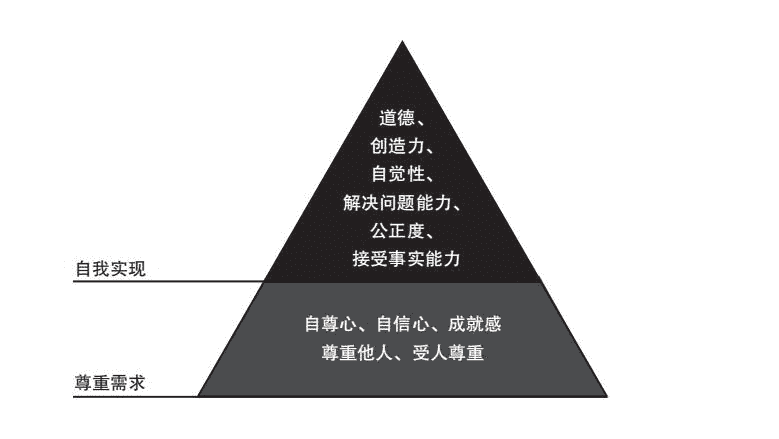 道德、
创造力、
自觉性、
解决问题能力、
公正度、
接受事实能力
自我实现
自尊心、自信心、成就感
尊重他人、受人尊重
尊重需求